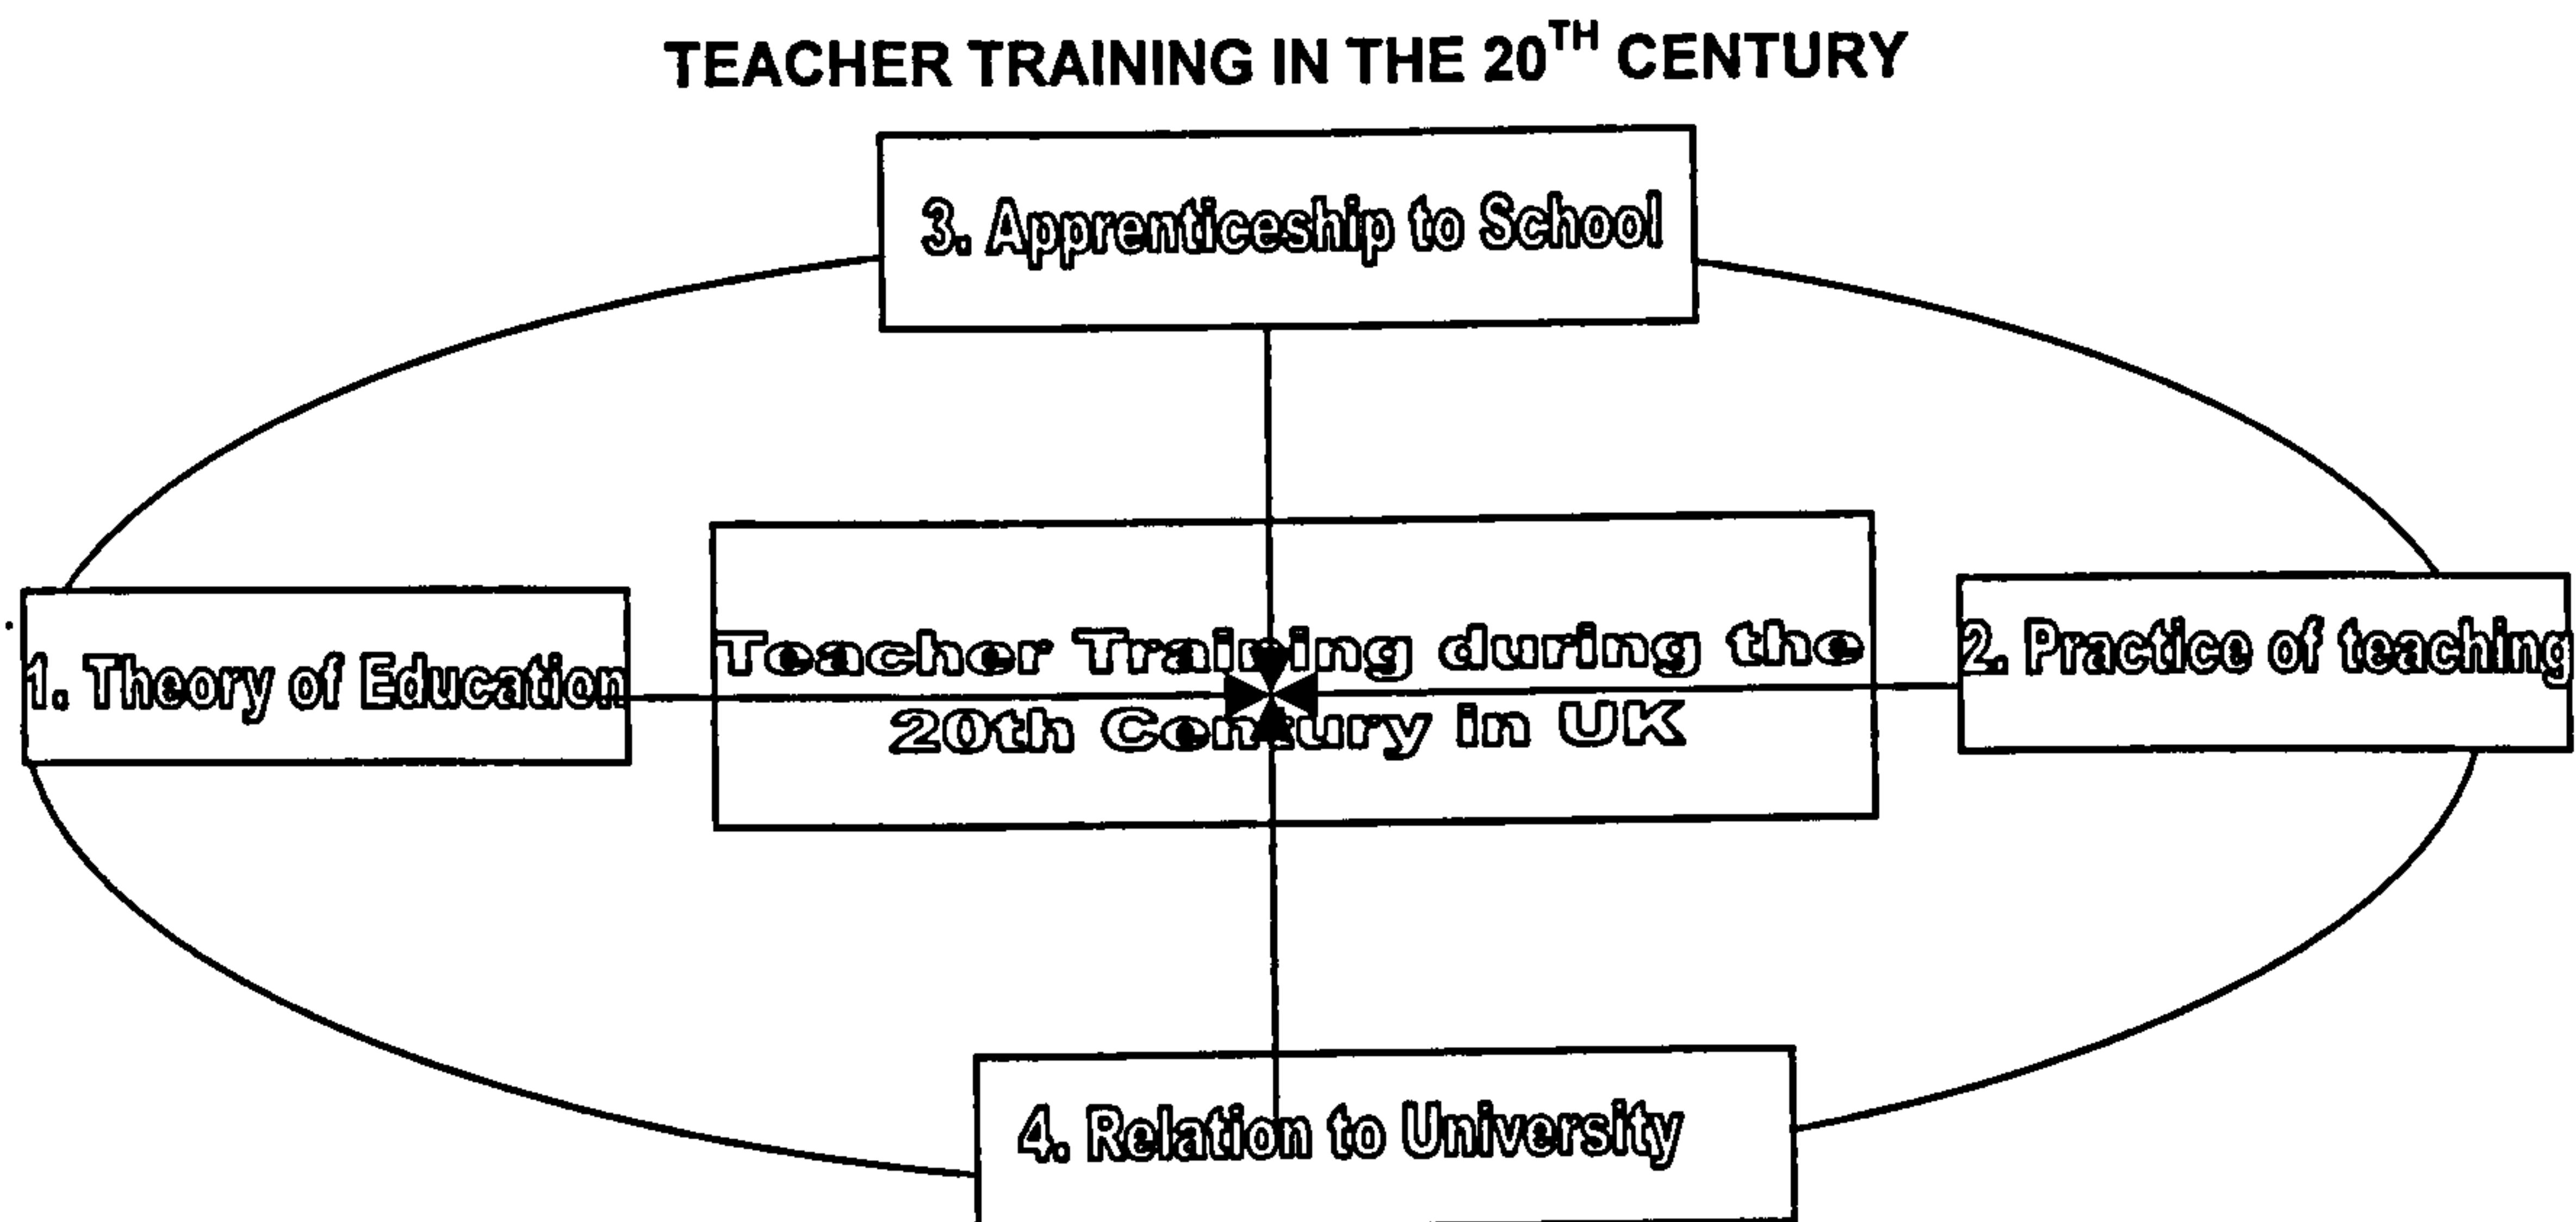 TEACHER TRAINING IN THE 20TH CENTURY
3. Apprenticeship to School
1. Theory of Education
Teacher Training during the
20th Century in UK
2. Practice of teaching
4. Relation to University